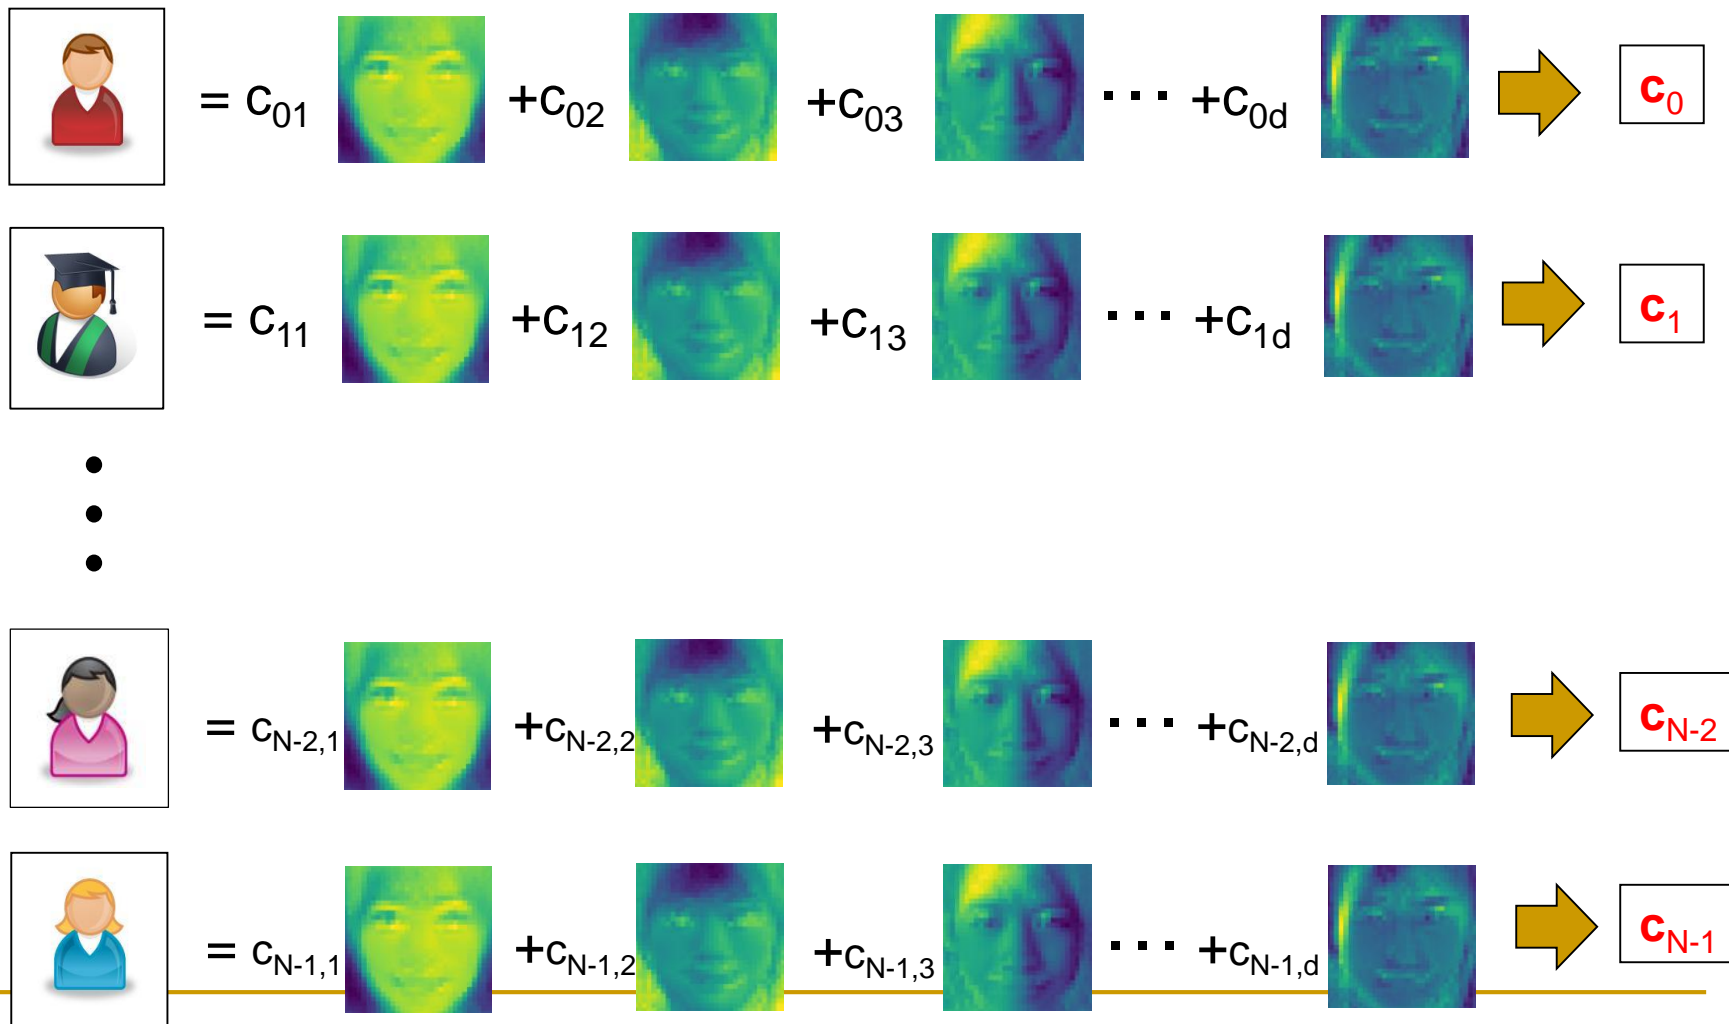 = c₀₁ +c₀₂ +c₀₃ ··· +c₀d c₀
= c₁₁ +c₁₂ +c₁₃ ··· +c₁d c₁
= cN-2,1 +cN-2,2 +cN-2,3 ··· +cN-2,d cN-2
= cN-1,1 +cN-1,2 +cN-1,3 ··· +cN-1,d cN-1